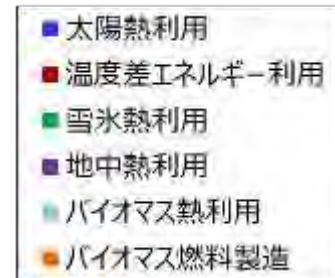 太陽熱利用
温度差エネルギー利用
雪氷熱利用
地中熱利用
バイオマス熱利用
バイオマス燃料製造